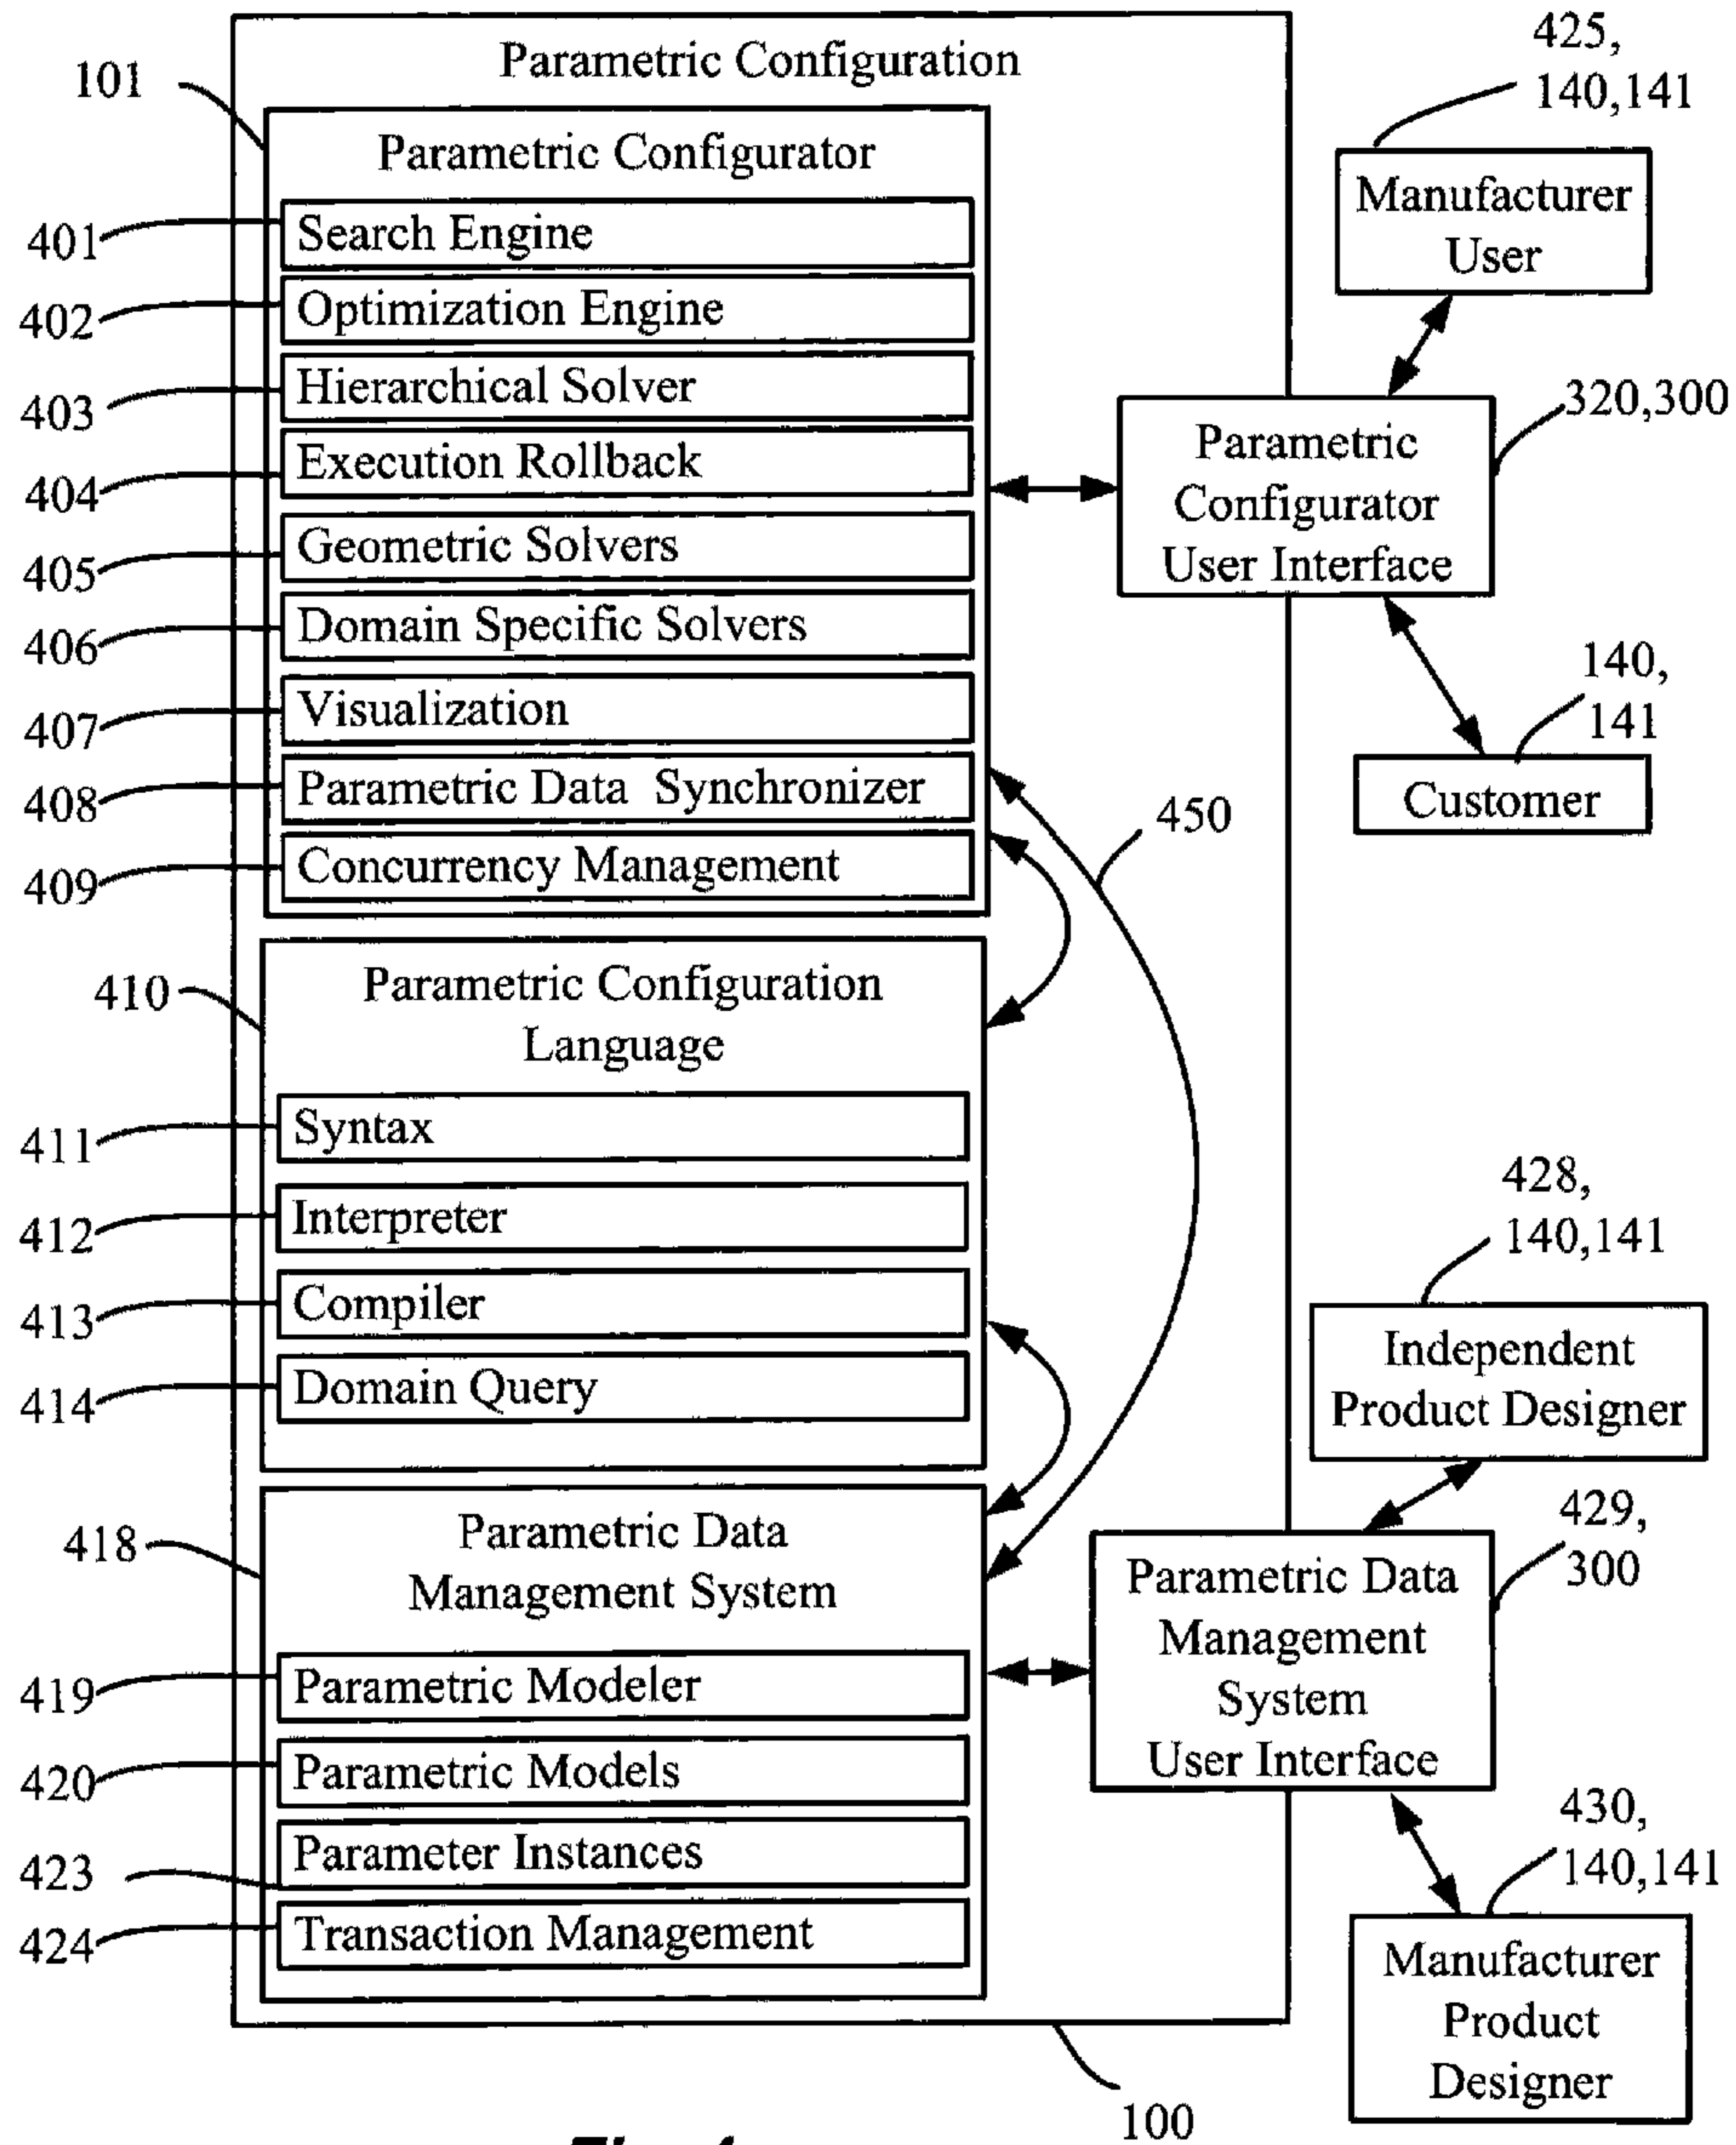 Parametric Configuration
101
Parametric Configurator
401
Search Engine
402
Optimization Engine
403
Hierarchical Solver
404
Execution Rollback
405
Geometric Solvers
406
Domain Specific Solvers
407
Visualization
408
Parametric Data Synchronizer
409
Concurrency Management
410
Parametric Configuration
Language
411
Syntax
412
Interpreter
413
Compiler
414
Domain Query
418
Parametric Data
Management System
419
Parametric Modeler
420
Parametric Models
423
Parameter Instances
424
Transaction Management
425,
140,141
Manufacturer
User
320,300
Parametric
Configurator
User Interface
140,
141
Customer
450
428,
140,141
Independent
Product Designer
429,
300
Parametric Data
Management
System
User Interface
430,
140,141
Manufacturer
Product
Designer
100